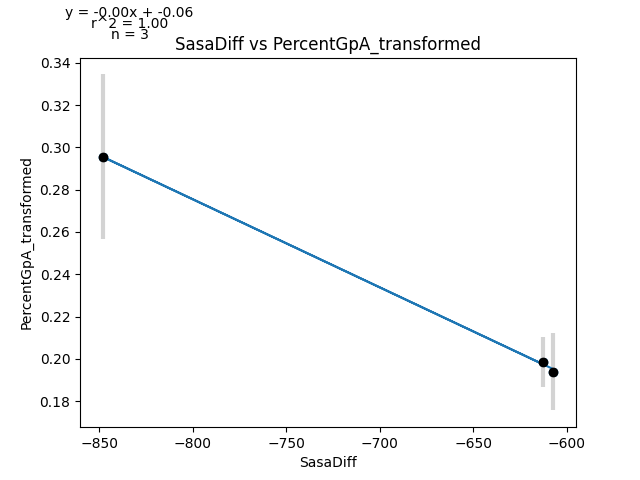 y = -0.00x + -0.06
r^2 = 1.00
n = 3
SasaDiff vs PercentGpA_transformed
0.34
0.32
0.30
0.28
0.26
0.24
0.22
0.20
0.18
PercentGpA_transformed
−850
−800
−750
−700
−650
−600
SasaDiff